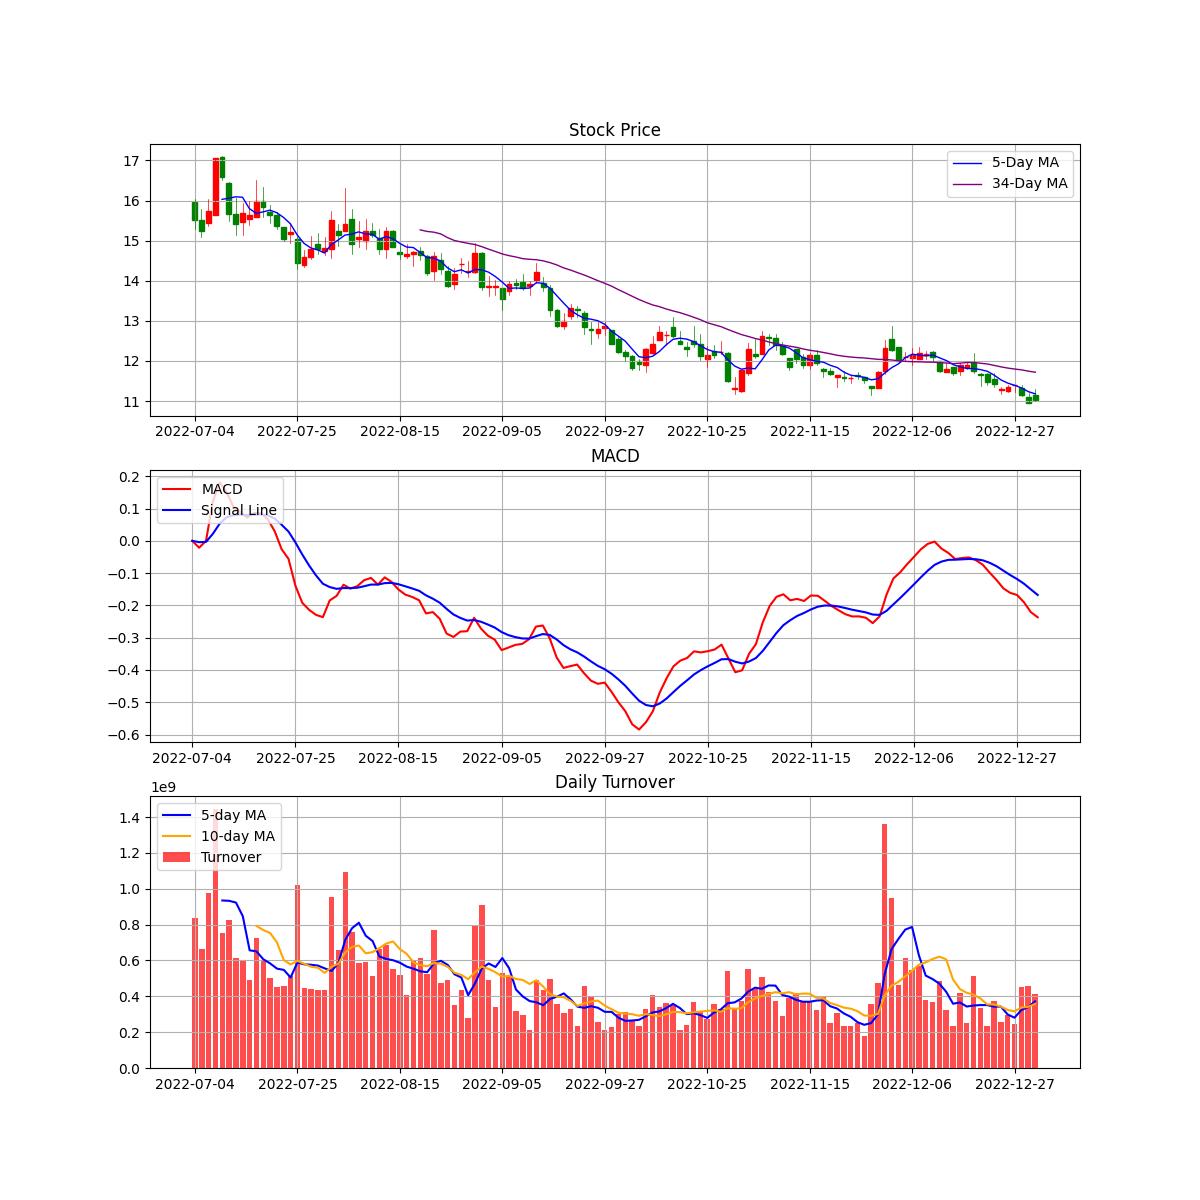 Stock Price
17
16
15
14
13
12
11
5-Day MA
34-Day MA
2022-07-04 2022-07-25 2022-08-15 2022-09-05 2022-09-27 2022-10-25 2022-11-15 2022-12-06 2022-12-27
MACD
0.2
0.1
0.0
−0.1
−0.2
−0.3
−0.4
−0.5
−0.6
MACD
Signal Line
2022-07-04 2022-07-25 2022-08-15 2022-09-05 2022-09-27 2022-10-25 2022-11-15 2022-12-06 2022-12-27
Daily Turnover
1e9
1.4
1.2
1.0
0.8
0.6
0.4
0.2
0.0
5-day MA
10-day MA
Turnover
2022-07-04 2022-07-25 2022-08-15 2022-09-05 2022-09-27 2022-10-25 2022-11-15 2022-12-06 2022-12-27